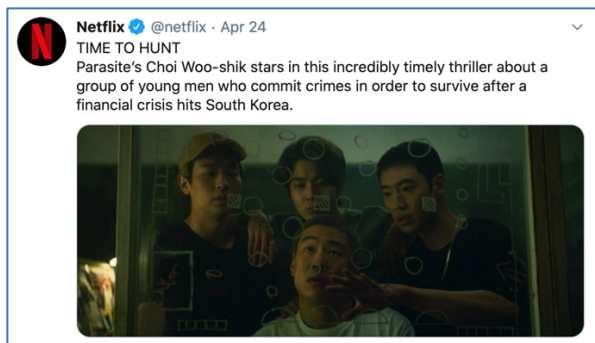 Netflix @netflix · Apr 24
TIME TO HUNT
Parasite's Choi Woo-shik stars in this incredibly timely thriller about a
group of young men who commit crimes in order to survive after a
financial crisis hits South Korea.